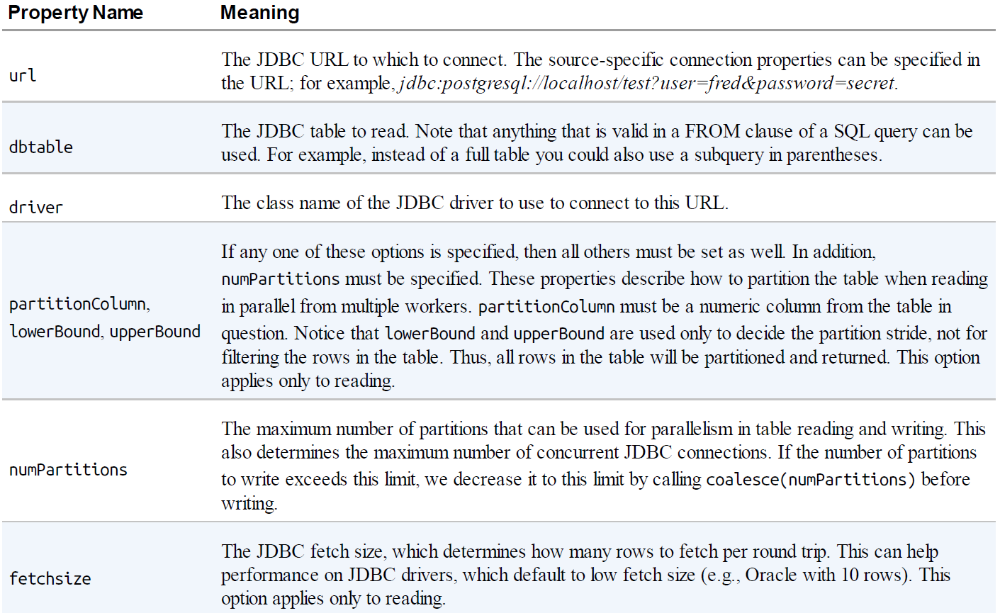 Property Name Meaning
url
The JDBC URL to which to connect. The source-specific connection properties can be specified in
the URL; for example, jdbc:postgresql://localhost/test?user=fred&password=secret.
dbtable
The JDBC table to read. Note that anything that is valid in a FROM clause of a SQL query can be
used. For example, instead of a full table you could also use a subquery in parentheses.
driver
The class name of the JDBC driver to use to connect to this URL.
partitionColumn,
lowerBound, upperBound
If any one of these options is specified, then all others must be set as well. In addition,
numPartitions must be specified. These properties describe how to partition the table when reading
in parallel from multiple workers. partitionColumn must be a numeric column from the table in
question. Notice that lowerBound and upperBound are used only to decide the partition stride, not for
filtering the rows in the table. Thus, all rows in the table will be partitioned and returned. This option
applies only to reading.
numPartitions
The maximum number of partitions that can be used for parallelism in table reading and writing. This
also determines the maximum number of concurrent JDBC connections. If the number of partitions
to write exceeds this limit, we decrease it to this limit by calling coalesce(numPartitions) before
writing.
fetchsize
The JDBC fetch size, which determines how many rows to fetch per round trip. This can help
performance on JDBC drivers, which default to low fetch size (e.g., Oracle with 10 rows). This
option applies only to reading.